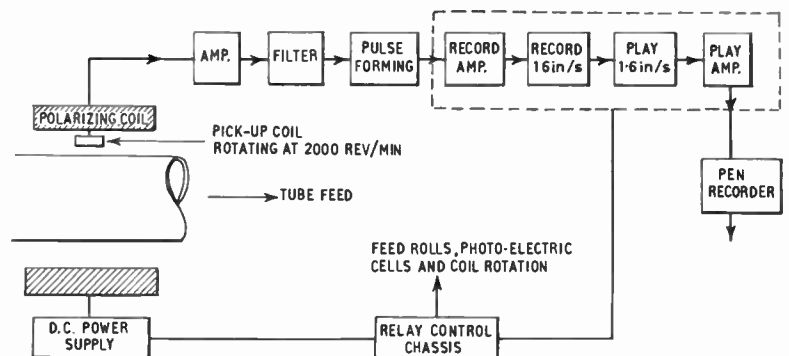 AMP.
FILTER
PULSE
FORMING
RECORD
AMP.
RECORD
16in/s
PLAY
1·6in/s
PLAY
AMP.
POLARIZING COIL
PICK-UP COIL
ROTATING AT 2000 REV/MIN
TUBE FEED
PEN
RECORDER
FEED ROLLS, PHOTO-ELECTRIC
CELLS AND COIL ROTATION
D.C. POWER
SUPPLY
RELAY CONTROL
CHASSIS